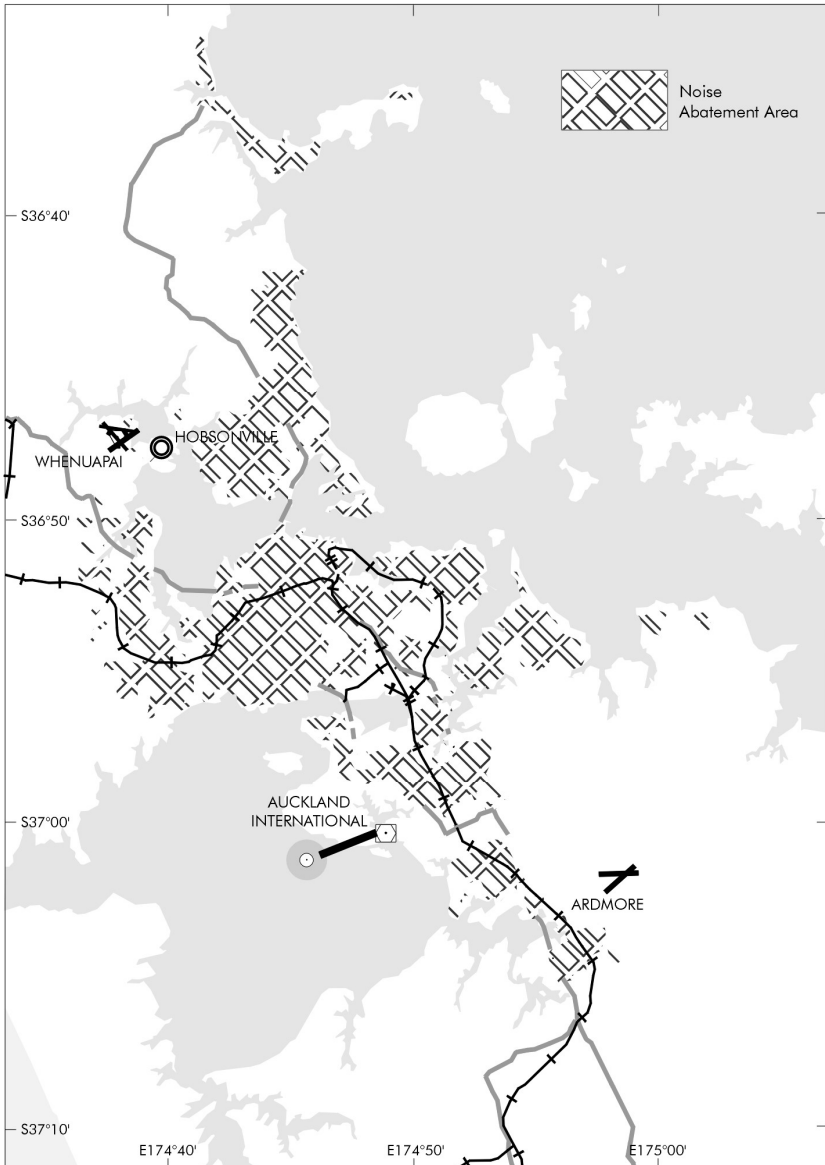 Noise
Abatement Area
S36°40'
HOBSONVILLE
WHENUAPAI
S36°50'
AUCKLAND
INTERNATIONAL
S37°00'
ARDMORE
S37°10'
E174°40'
E174°50'
E175°00'